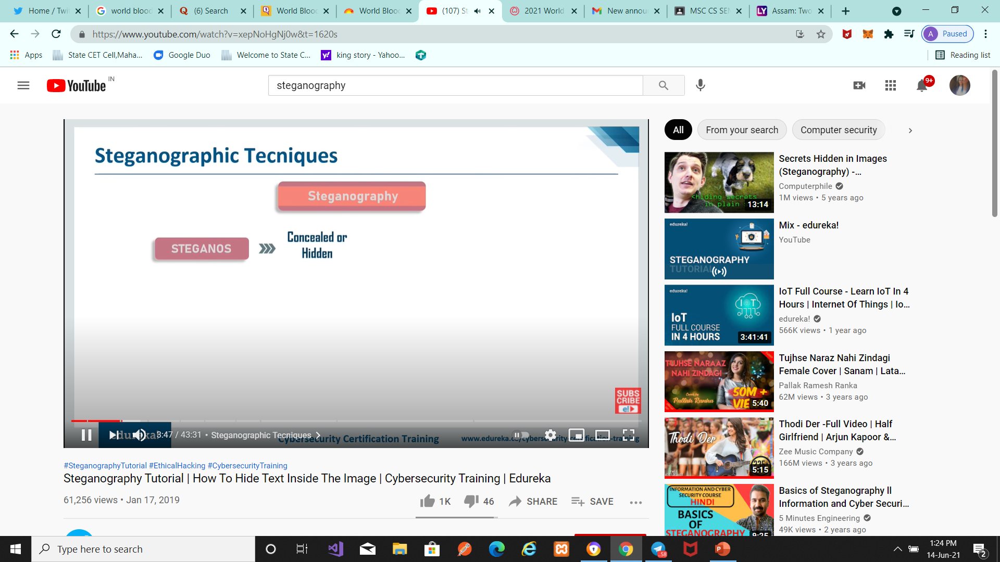 Home / Twit
world blood
(6) Search
World Bloo
World Bloo
(107) St
2021 World
New annou
MSC CS SEM
Assam: Two
https://www.youtube.com/watch?v=xepNoHgNj0w&t=1620s
A Paused
Apps
State CET Cell,Maha...
Google Duo
Welcome to State C...
king story - Yahoo...
Reading list
YouTube IN
steganography
9+
Steganographic Tecniques
Steganography
STEGANOS
Concealed or
Hidden
SUBS
CRIBE
e!
edureka!
3:47 / 43:31 • Steganographic Tecniques
Cybersecurity Certification Training
www.edureka.co/cybersecurity-certification-training
#SteganographyTutorial #EthicalHacking #CybersecurityTraining
Steganography Tutorial | How To Hide Text Inside The Image | Cybersecurity Training | Edureka
61,256 views • Jan 17, 2019
1K
46
SHARE
SAVE
All
From your search
Computer security
<hiding secrets
in plain
13:14
Secrets Hidden in Images
(Steganography) -...
Computerphile
1M views • 5 years ago
edureka!
STEGANOGRAPHY
TUTORIAL
Mix - edureka!
YouTube
edureka!
IoT
IoT
FULL COURSE
IN 4 HOURS
3:41:41
IoT Full Course - Learn IoT In 4
Hours | Internet Of Things | Io...
edureka!
566K views • 1 year ago
TUJHSE NARAAZ
NAHI ZINDAGI
50M +
VIE
Pallak Ranka
5:40
Tujhse Naraz Nahi Zindagi
Female Cover | Sanam | Lata...
Pallak Ramesh Ranka
62M views • 3 years ago
Thodi Der
5:15
Thodi Der -Full Video | Half
Girlfriend | Arjun Kapoor &...
Zee Music Company
166M views • 3 years ago
INFORMATION AND CYBER
SECURITY COURSE
HINDI
BASICS
OF
STEGANOGRAPHY
9:25
Basics of Steganography ll
Information and Cyber Securi...
5 Minutes Engineering
49K views • 2 years ago
Type here to search
..58
1:24 PM
14-Jun-21
2